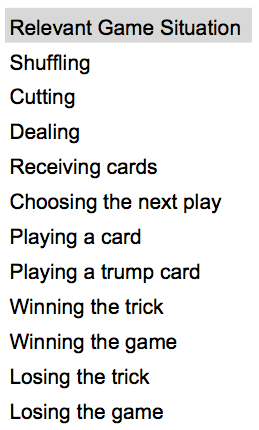 Relevant Game Situation
Shuffling
Cutting
Dealing
Receiving cards
Choosing the next play
Playing a card
Playing a trump card
Winning the trick
Winning the game
Losing the trick
Losing the game